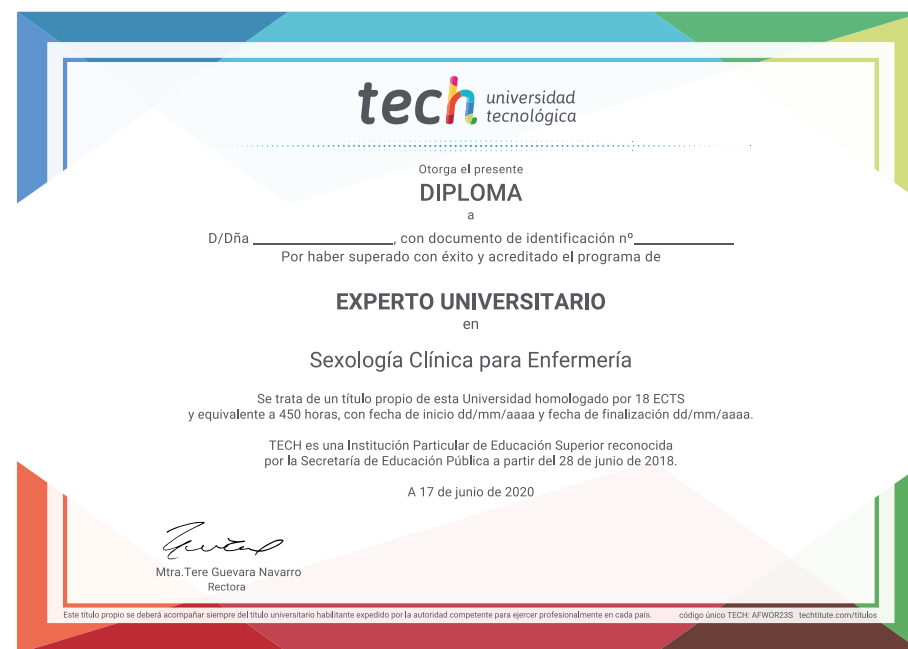 tech universidad
tecnológica
Otorga el presente
DIPLOMA
a
D/Dña ____________, con documento de identificación nº____________
Por haber superado con éxito y acreditado el programa de
EXPERTO UNIVERSITARIO
en
Sexología Clínica para Enfermería
Se trata de un título propio de esta Universidad homologado por 18 ECTS
y equivalente a 450 horas, con fecha de inicio dd/mm/aaaa y fecha de finalización dd/mm/aaaa.
TECH es una Institución Particular de Educación Superior reconocida
por la Secretaría de Educación Pública a partir del 28 de junio de 2018.
A 17 de junio de 2020
Mtra.Tere Guevara Navarro
Rectora
Este título propio se deberá acompañar siempre del título universitario habilitante expedido por la autoridad competente para ejercer profesionalmente en cada país. código único TECH: AFWOR23S techtitute.com/títulos